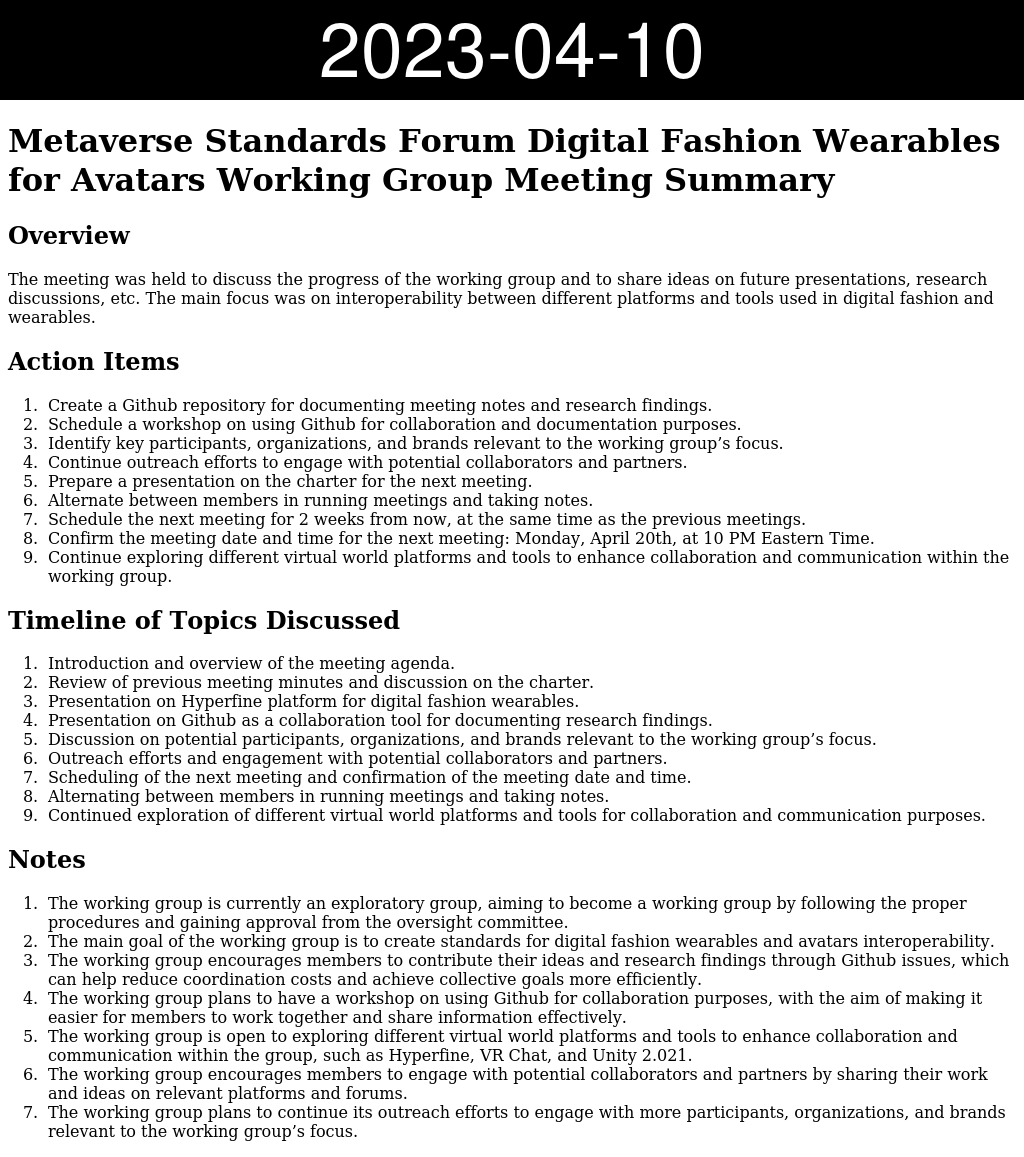 2023-04-10
Metaverse Standards Forum Digital Fashion Wearables
for Avatars Working Group Meeting Summary
Overview
The meeting was held to discuss the progress of the working group and to share ideas on future presentations, research
discussions, etc. The main focus was on interoperability between different platforms and tools used in digital fashion and
wearables.
Action Items
1. Create a Github repository for documenting meeting notes and research findings.
2. Schedule a workshop on using Github for collaboration and documentation purposes.
3. Identify key participants, organizations, and brands relevant to the working group’s focus.
4. Continue outreach efforts to engage with potential collaborators and partners.
5. Prepare a presentation on the charter for the next meeting.
6. Alternate between members in running meetings and taking notes.
7. Schedule the next meeting for 2 weeks from now, at the same time as the previous meetings.
8. Confirm the meeting date and time for the next meeting: Monday, April 20th, at 10 PM Eastern Time.
9. Continue exploring different virtual world platforms and tools to enhance collaboration and communication within the
working group.
Timeline of Topics Discussed
1. Introduction and overview of the meeting agenda.
2. Review of previous meeting minutes and discussion on the charter.
3. Presentation on Hyperfine platform for digital fashion wearables.
4. Presentation on Github as a collaboration tool for documenting research findings.
5. Discussion on potential participants, organizations, and brands relevant to the working group’s focus.
6. Outreach efforts and engagement with potential collaborators and partners.
7. Scheduling of the next meeting and confirmation of the meeting date and time.
8. Alternating between members in running meetings and taking notes.
9. Continued exploration of different virtual world platforms and tools for collaboration and communication purposes.
Notes
1. The working group is currently an exploratory group, aiming to become a working group by following the proper
procedures and gaining approval from the oversight committee.
2. The main goal of the working group is to create standards for digital fashion wearables and avatars interoperability.
3. The working group encourages members to contribute their ideas and research findings through Github issues, which
can help reduce coordination costs and achieve collective goals more efficiently.
4. The working group plans to have a workshop on using Github for collaboration purposes, with the aim of making it
easier for members to work together and share information effectively.
5. The working group is open to exploring different virtual world platforms and tools to enhance collaboration and
communication within the group, such as Hyperfine, VR Chat, and Unity 2.021.
6. The working group encourages members to engage with potential collaborators and partners by sharing their work
and ideas on relevant platforms and forums.
7. The working group plans to continue its outreach efforts to engage with more participants, organizations, and brands
relevant to the working group’s focus.